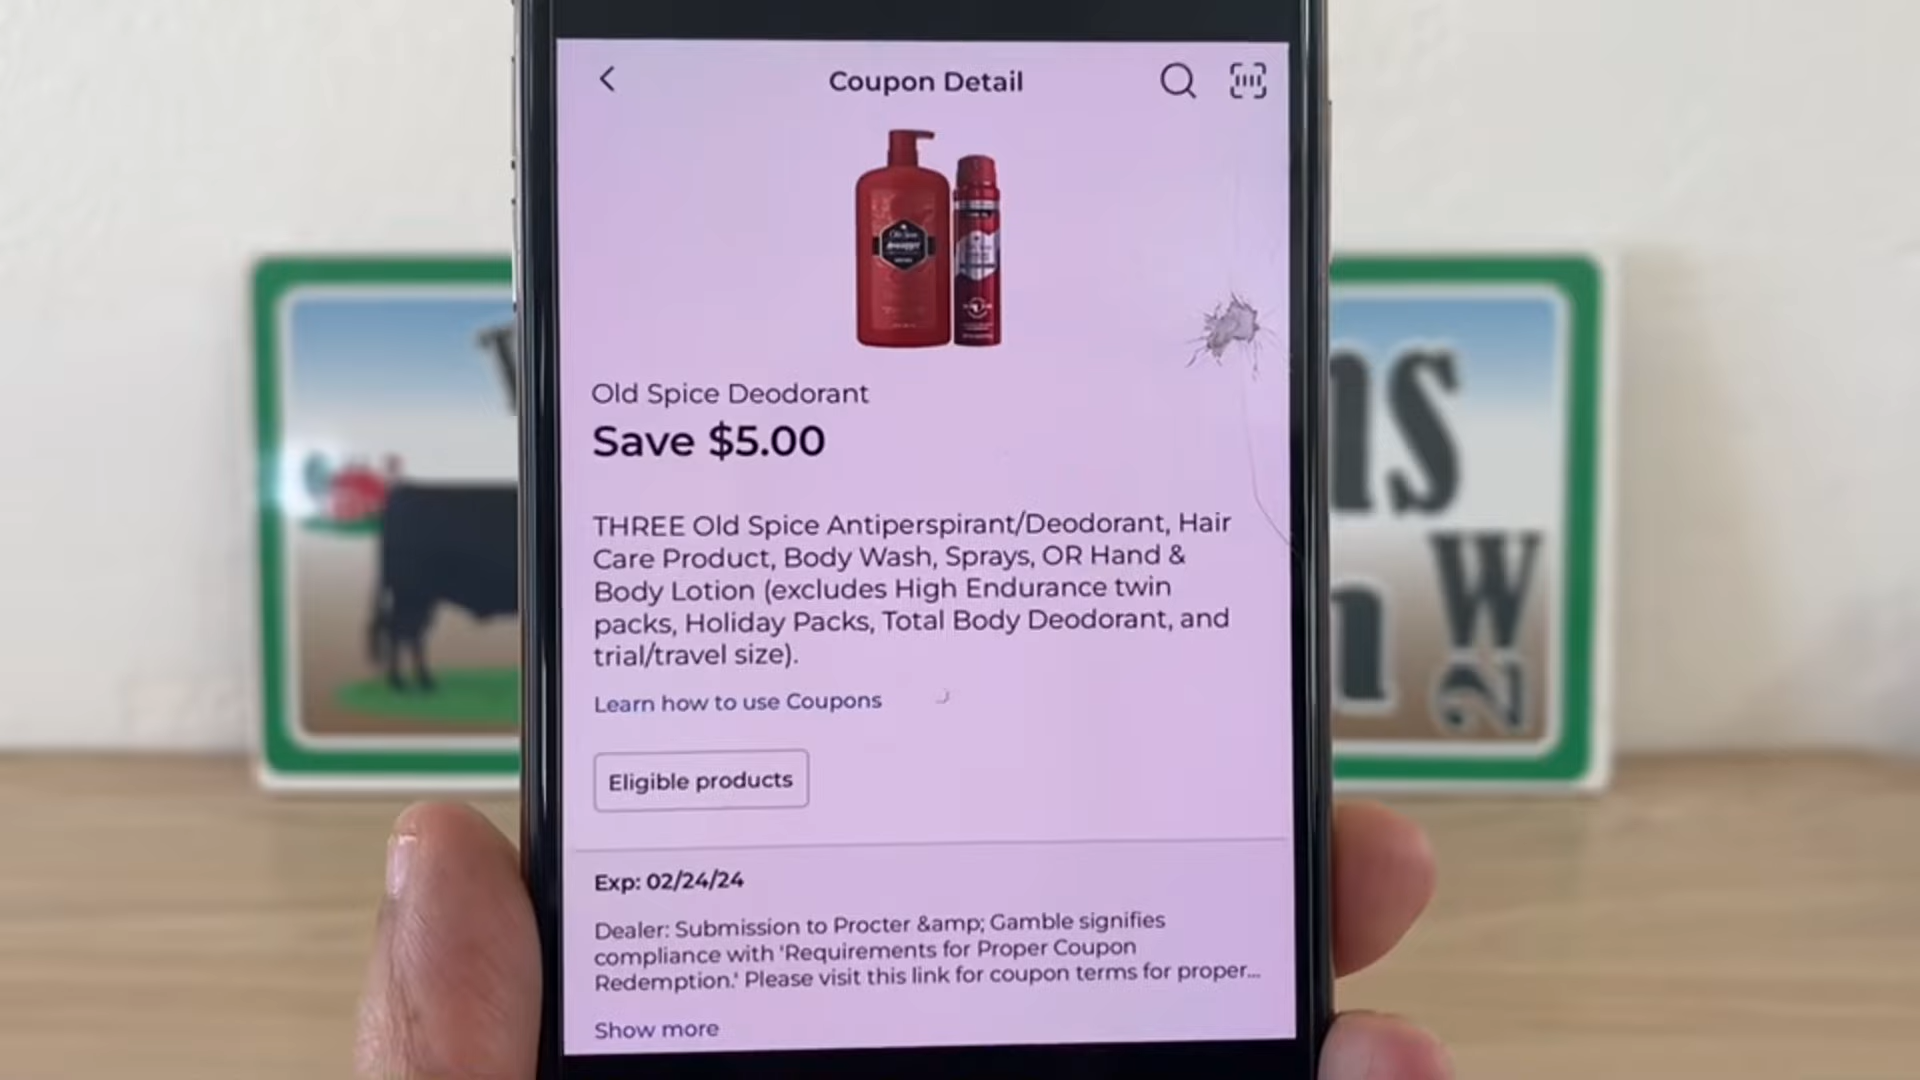 Coupon Detail
Old Spice
Old Spice Deodorant
Save $5.00
THREE Old Spice Antiperspirant/Deodorant, Hair
Care Product, Body Wash, Sprays, OR Hand &
Body Lotion (excludes High Endurance twin
packs, Holiday Packs, Total Body Deodorant, and
trial/travel size).
Learn how to use Coupons
Eligible products
Exp: 02/24/24
Dealer: Submission to Procter &amp; Gamble signifies
compliance with 'Requirements for Proper Coupon
Redemption.' Please visit this link for coupon terms for proper...
Show more